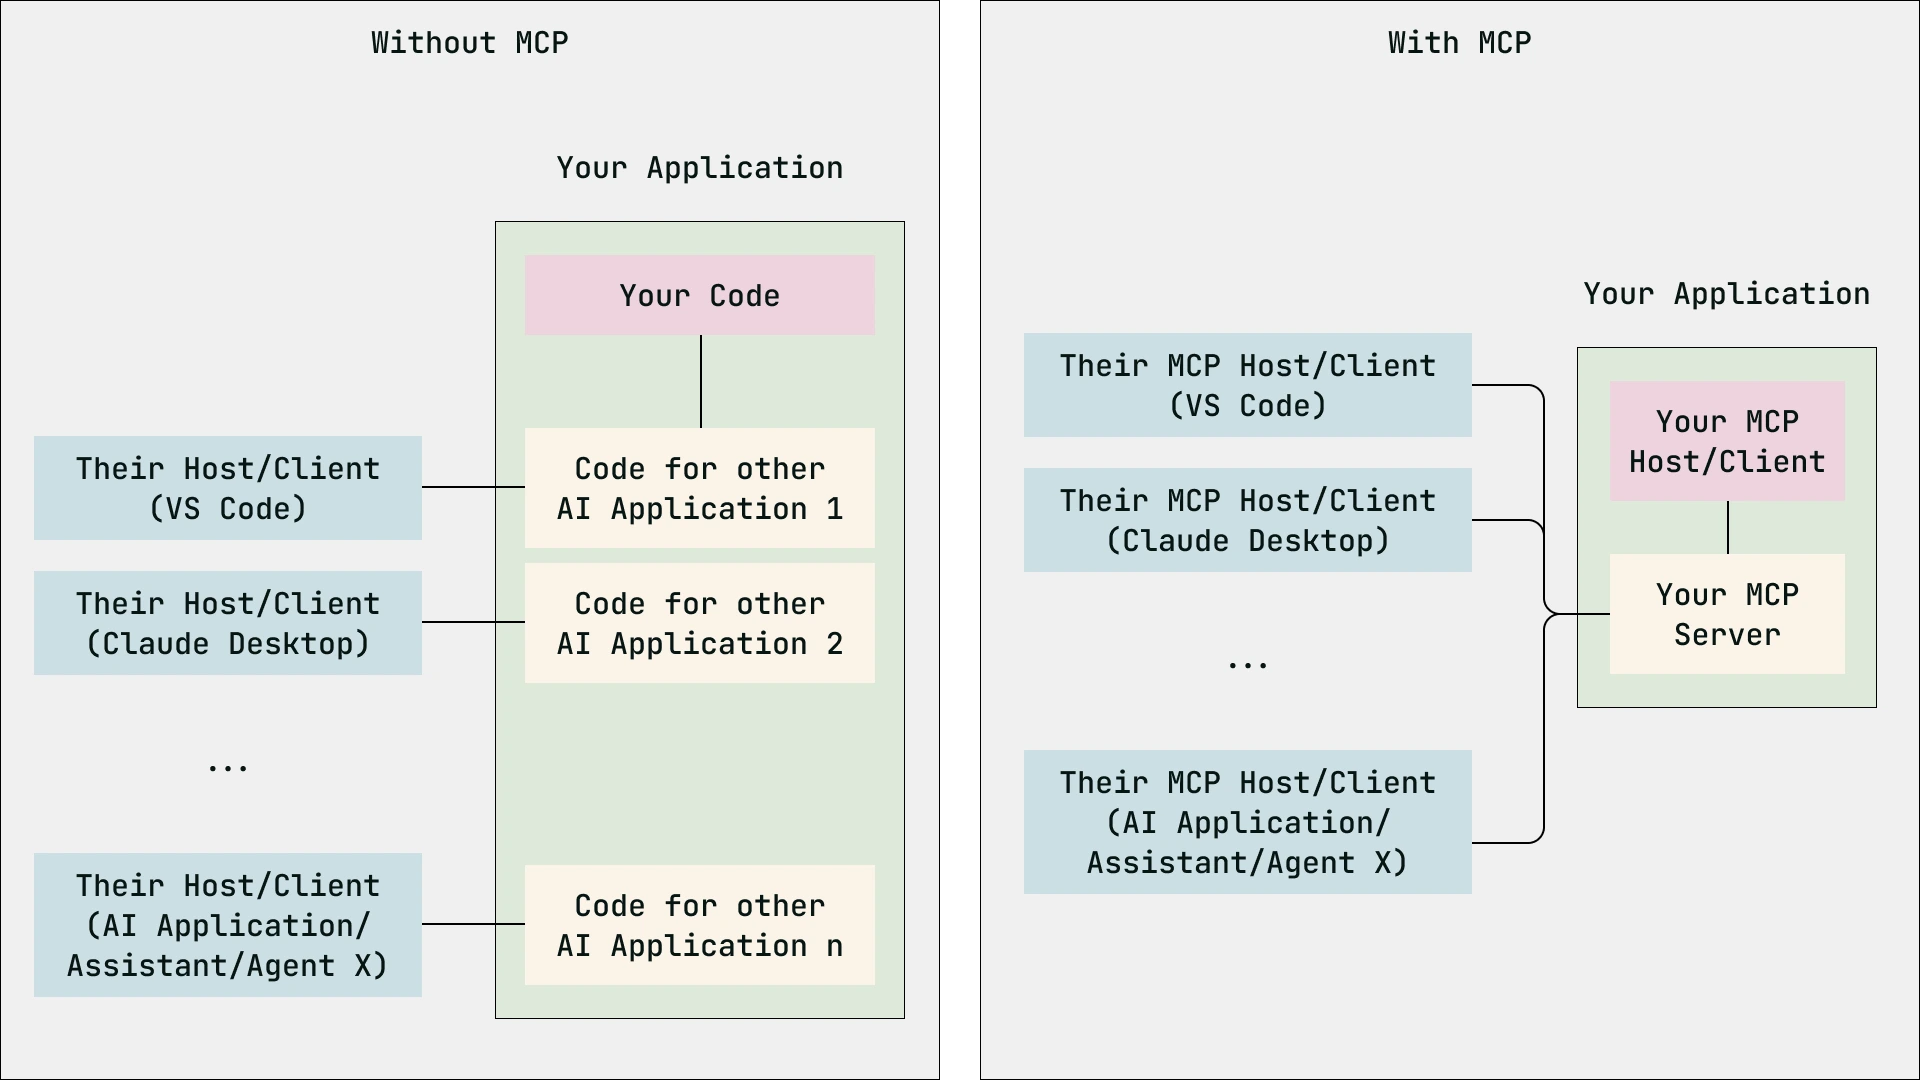 Without MCP
Your Application
Your Code
Their Host/Client
(VS Code)
Code for other
AI Application 1
Their Host/Client
(Claude Desktop)
Code for other
AI Application 2
...
Their Host/Client
(AI Application/
Assistant/Agent X)
Code for other
AI Application n
With MCP
Your Application
Their MCP Host/Client
(VS Code)
Their MCP Host/Client
(Claude Desktop)
...
Their MCP Host/Client
(AI Application/
Assistant/Agent X)
Your MCP
Host/Client
Your MCP
Server